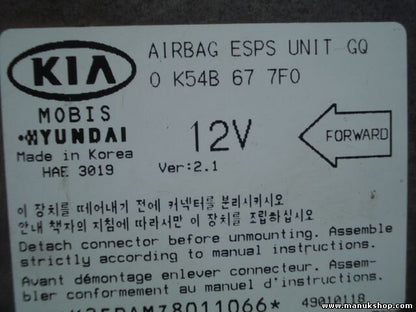 KIA
AIRBAG ESPS UNIT GQ
0 K54B 67 7F0
MOBIS
HYUNDAI
12V
FORWARD
Made in Korea
HAE 3019
Ver:2.1
이 장치를 떼어내기 전에 커넥터를 분리시키시오
안내 책자의 지침에 따라서만 이 장치를 조립하십시오
Detach connector before unmounting. Assemble
strictly according to manual instructions.
Avant démontage enlever connecteur. Assem-
bler conformement au manuel d'instructions.
49010118
www.manukshop.com